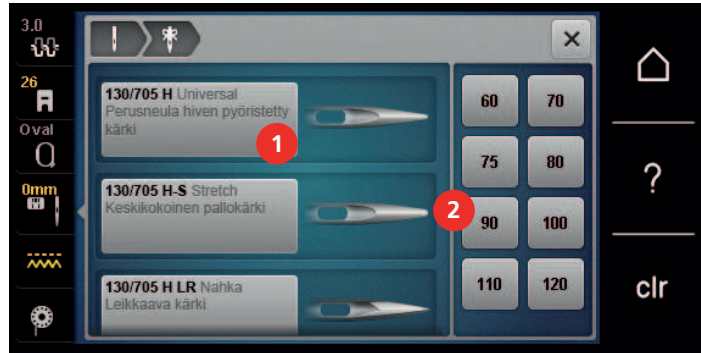 3.0
26
Oval
0mm
130/705 H Universal
Perusneula hiven pyöristetty
kärki
1
130/705 H-S Stretch
Keskikokoinen pallokärki
2
130/705 H LR Nahka
Leikkaava kärki
60 70
75 80
90 100
110 120
?
clr